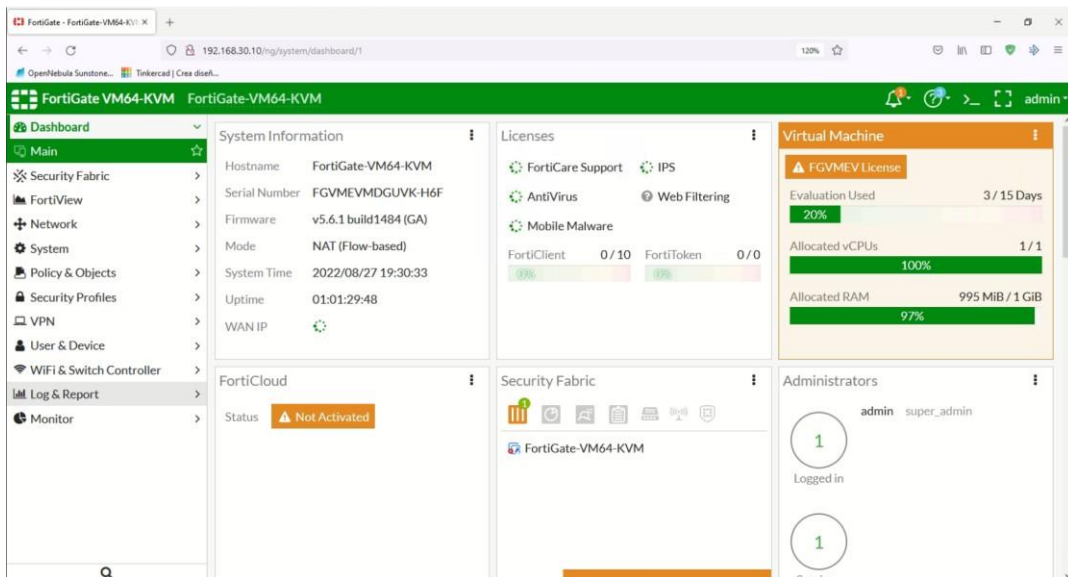 FortiGate - FortiGate-VM64-KV
192.168.30.10/ng/system/dashboard/1
120%
OpenNebula Sunstone...
Tinkercad | Crea diseñ...
FortiGate VM64-KVM FortiGate-VM64-KVM
1
admin
Dashboard
Main
Security Fabric
FortiView
Network
System
Policy & Objects
Security Profiles
VPN
User & Device
WiFi & Switch Controller
Log & Report
Monitor
System Information
Hostname FortiGate-VM64-KVM
Serial Number FGVMEVMDGUVK-H6F
Firmware v5.6.1 build1484 (GA)
Mode NAT (Flow-based)
System Time 2022/08/27 19:30:33
Uptime 01:01:29:48
WAN IP
Licenses
FortiCare Support IPS
AntiVirus Web Filtering
Mobile Malware
FortiClient 0 / 10 FortiToken 0 / 0
0% 0%
Virtual Machine
FGVMEV License
Evaluation Used 3 / 15 Days
20%
Allocated vCPUs 1 / 1
100%
Allocated RAM 995 MiB / 1 GiB
97%
FortiCloud
Status Not Activated
Security Fabric
1
FortiGate-VM64-KVM
Administrators
admin super_admin
1
Logged in
1